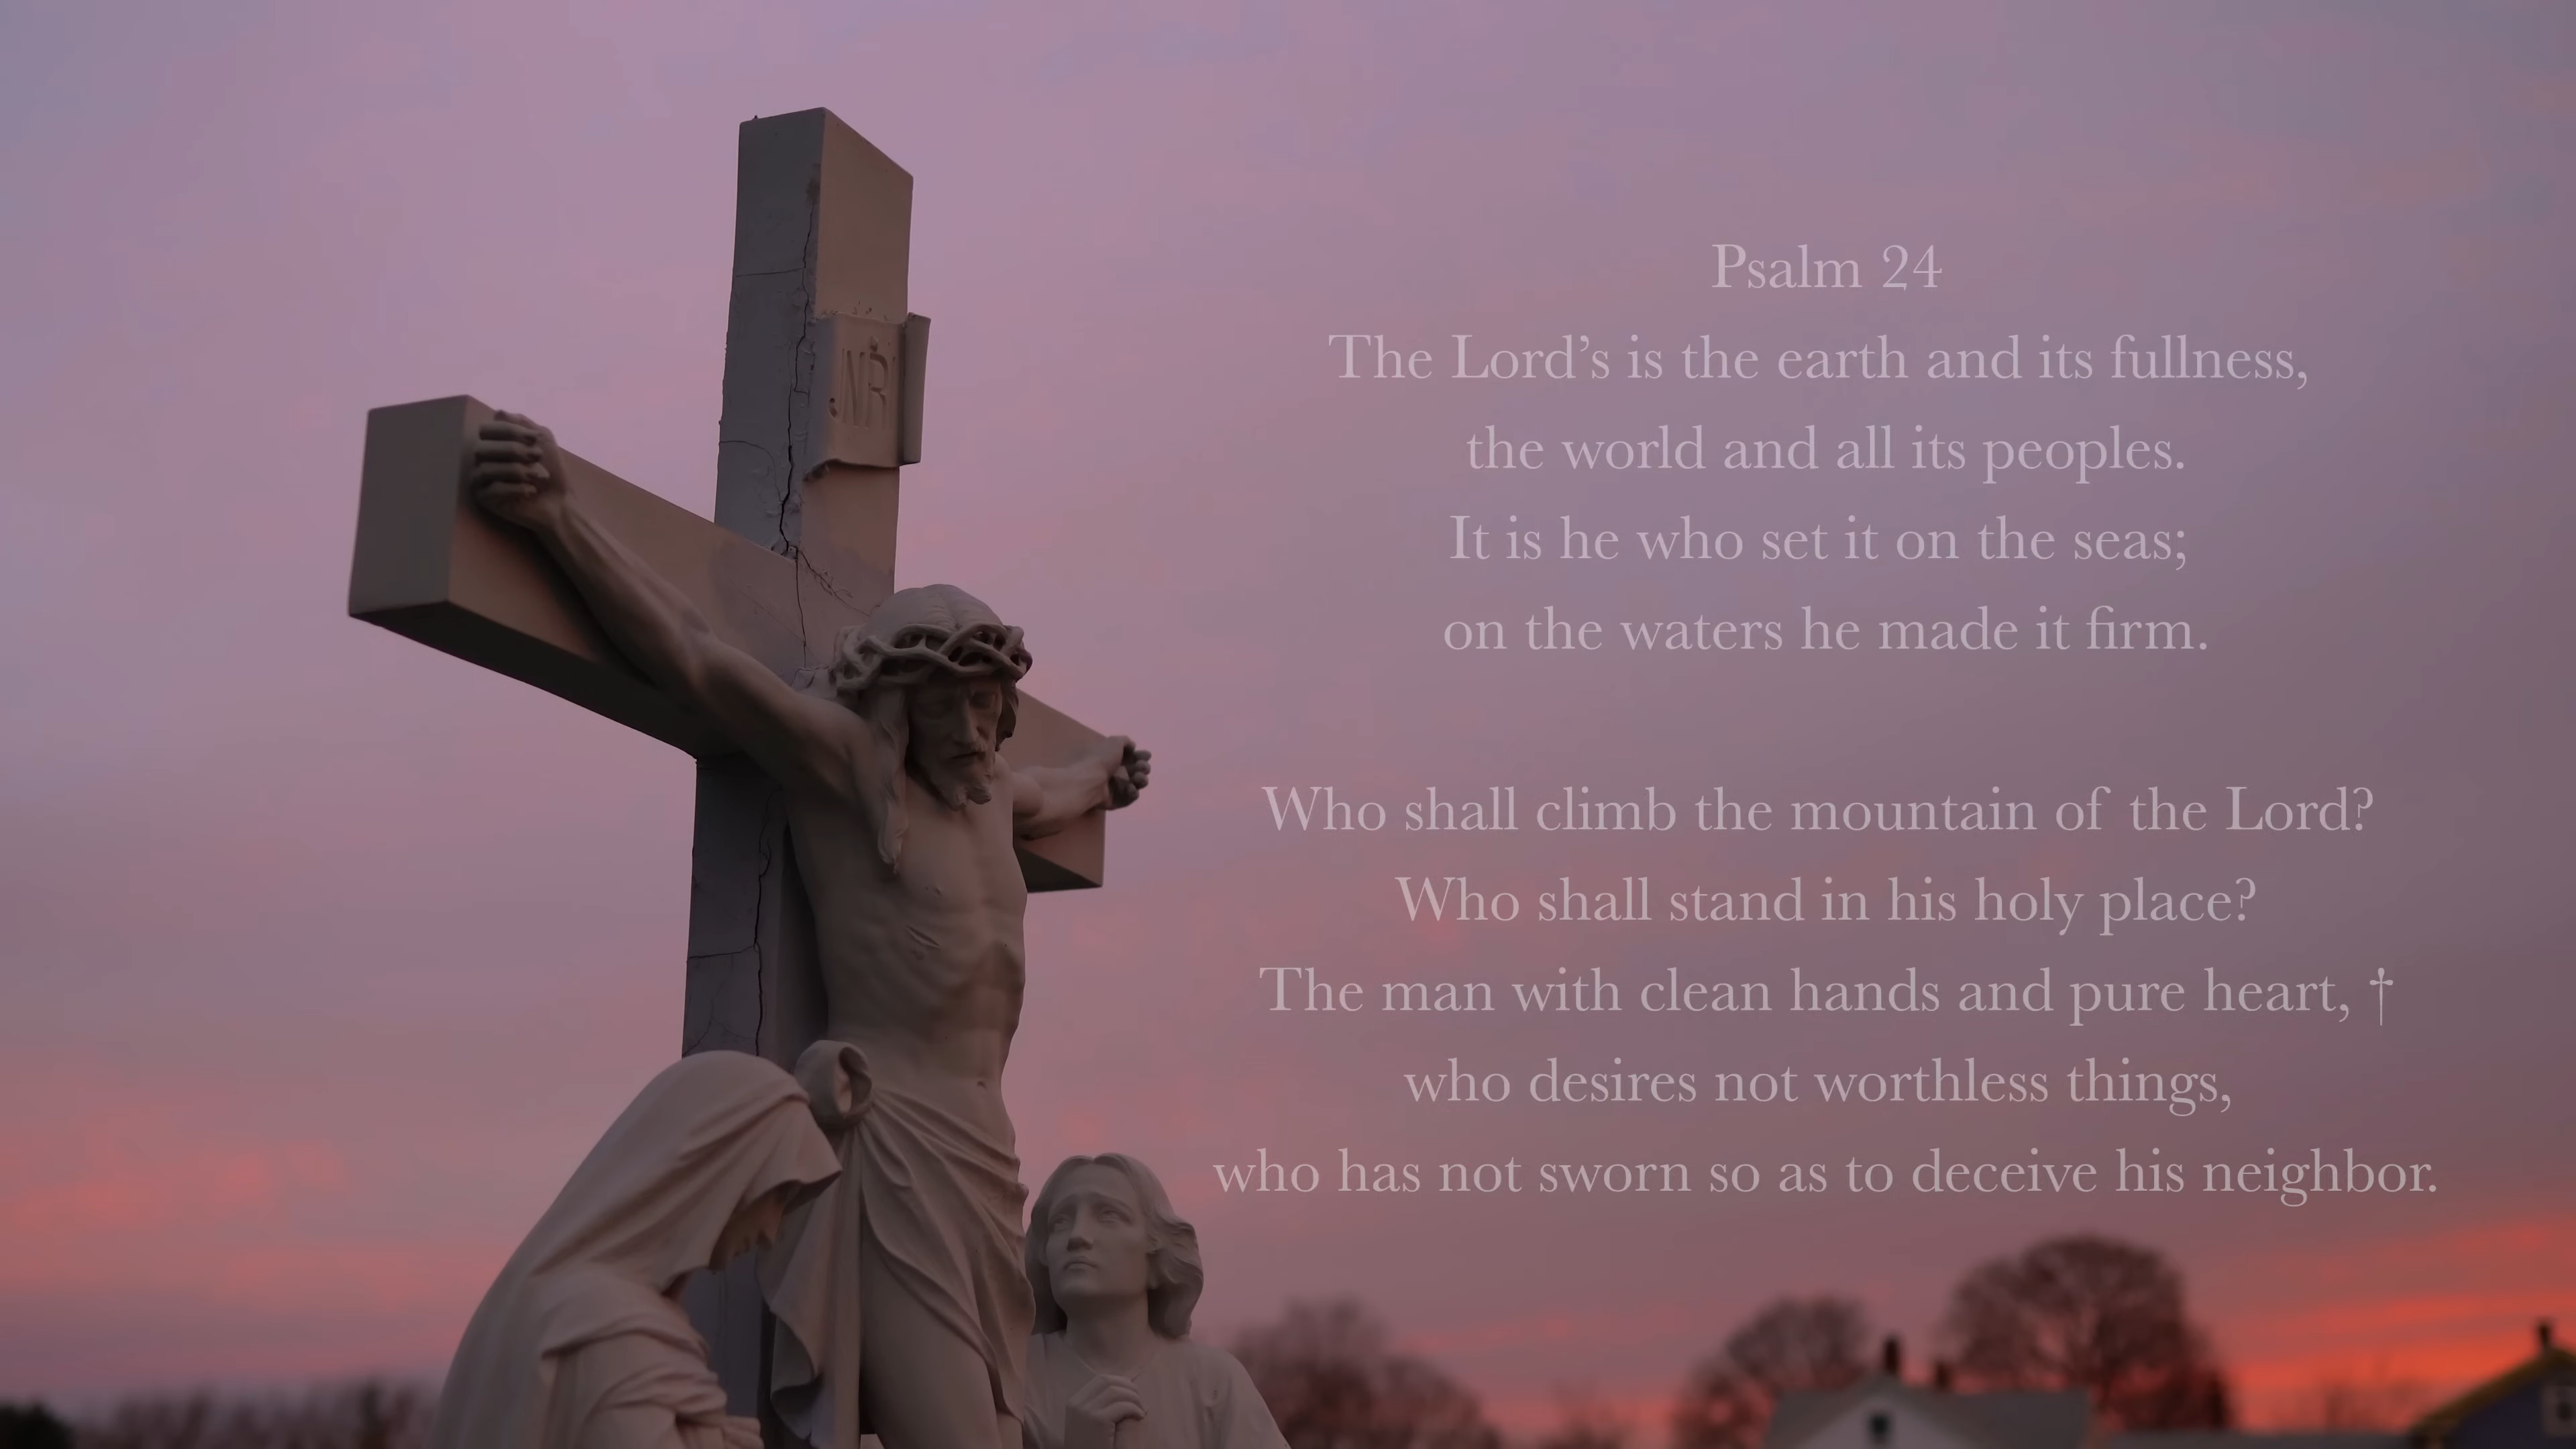 JNRI
Psalm 24
The Lord’s is the earth and its fullness,
the world and all its peoples.
It is he who set it on the seas;
on the waters he made it firm.
Who shall climb the mountain of the Lord?
Who shall stand in his holy place?
The man with clean hands and pure heart, †
who desires not worthless things,
who has not sworn so as to deceive his neighbor.